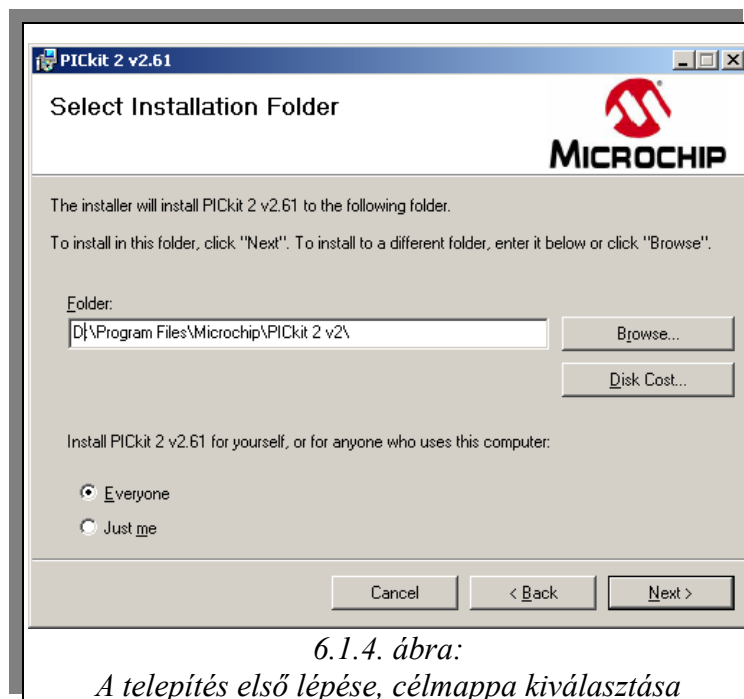 PICkit 2 v2.61
Select Installation Folder
MICROCHIP
The installer will install PICkit 2 v2.61 to the following folder.
To install in this folder, click "Next". To install to a different folder, enter it below or click "Browse".
Folder:
D:\Program Files\Microchip\PICkit 2 v2\
Browse...
Disk Cost...
Install PICkit 2 v2.61 for yourself, or for anyone who uses this computer:
Everyone
Just me
Cancel
< Back
Next >
6.1.4. ábra:
A telepítés első lépése, célmappa kiválasztása